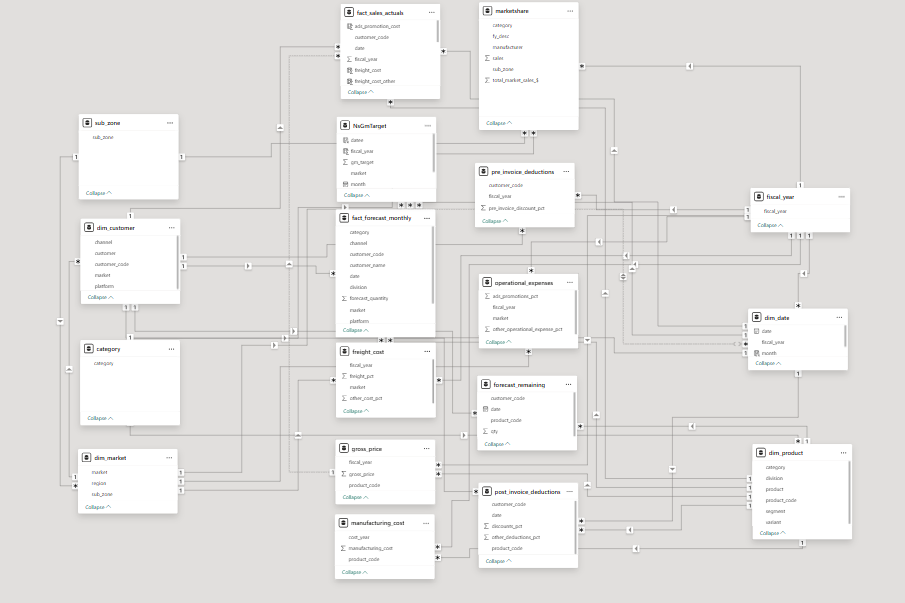 fact_sales_actuals
ads_promotion_cost
customer_code
date
fiscal_year
freight_cost
freight_cost_other
Collapse
marketshare
category
fy_desc
manufacturer
sales
sub_zone
total_market_sales_$
Collapse
sub_zone
sub_zone
Collapse
NsGmTarget
datee
fiscal_year
gm_target
market
month
Collapse
pre_invoice_deductions
customer_code
fiscal_year
pre_invoice_discount_pct
Collapse
fiscal_year
fiscal_year
Collapse
dim_customer
channel
customer
customer_code
market
platform
Collapse
fact_forecast_monthly
category
channel
customer_code
customer_name
date
division
forecast_quantity
market
platform
Collapse
operational_expenses
ads_promotions_pct
fiscal_year
market
other_operational_expense_pct
Collapse
dim_date
date
fiscal_year
month
Collapse
category
category
Collapse
freight_cost
fiscal_year
freight_pct
market
other_cost_pct
Collapse
forecast_remaining
customer_code
date
product_code
qty
Collapse
dim_market
market
region
sub_zone
Collapse
gross_price
fiscal_year
gross_price
product_code
Collapse
dim_product
category
division
product
product_code
segment
variant
Collapse
post_invoice_deductions
customer_code
date
discounts_pct
other_deductions_pct
product_code
Collapse
manufacturing_cost
cost_year
manufacturing_cost
product_code
Collapse